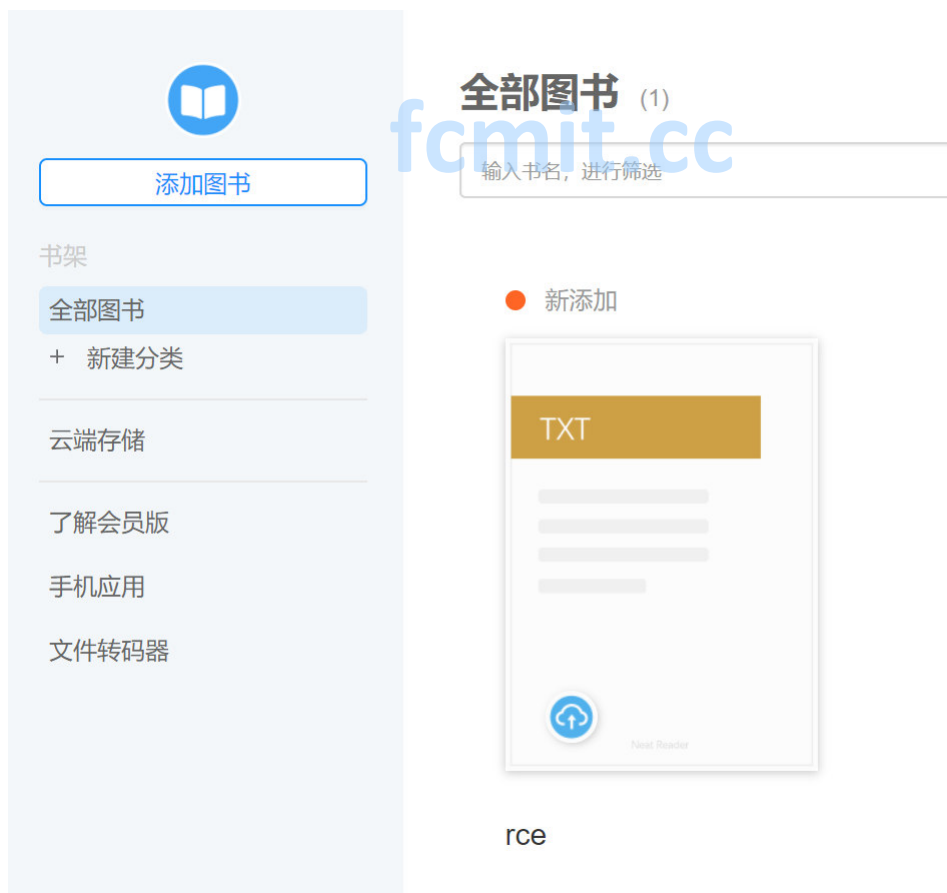 添加图书
书架
全部图书
+ 新建分类
云端存储
了解会员版
手机应用
文件转码器
全部图书 (1)
fcmit.cc
输入书名，进行筛选
新添加
TXT
Neat Reader
rce